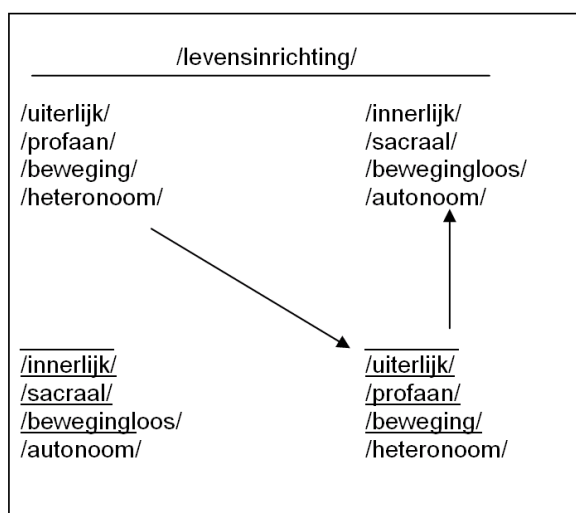 /levensinrichting/
/uiterlijk/
/profaan/
/beweging/
/heteronoom/
/innerlijk/
/sacraal/
/bewegingloos/
/autonoom/
/innerlijk/
/sacraal/
/bewegingloos/
/autonoom/
/uiterlijk/
/profaan/
/beweging/
/heteronoom/